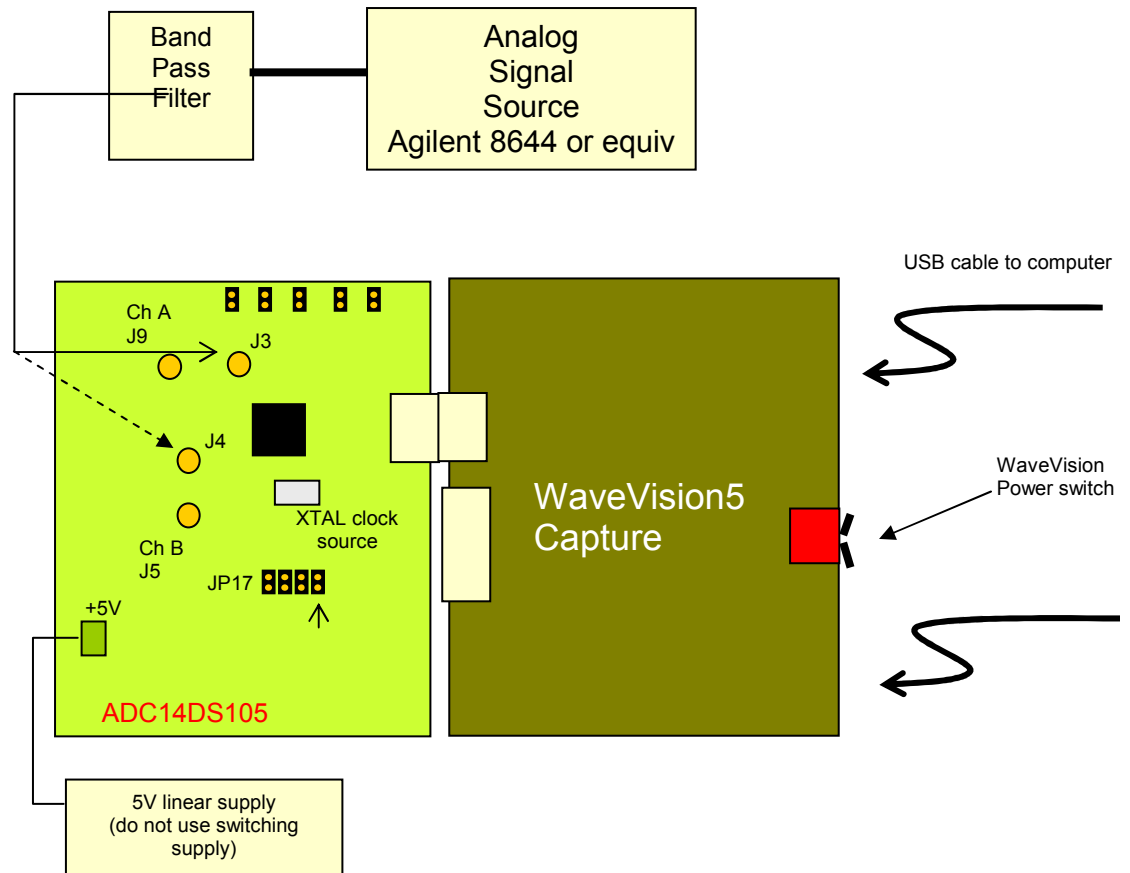 Band
Pass
Filter
Analog
Signal
Source
Agilent 8644 or equiv
USB cable to computer
Ch A
J9
J3
J4
WaveVision
Power switch
WaveVision5
Capture
XTAL clock
source
Ch B
J5
JP17
+5V
ADC14DS105
5V linear supply
(do not use switching
supply)